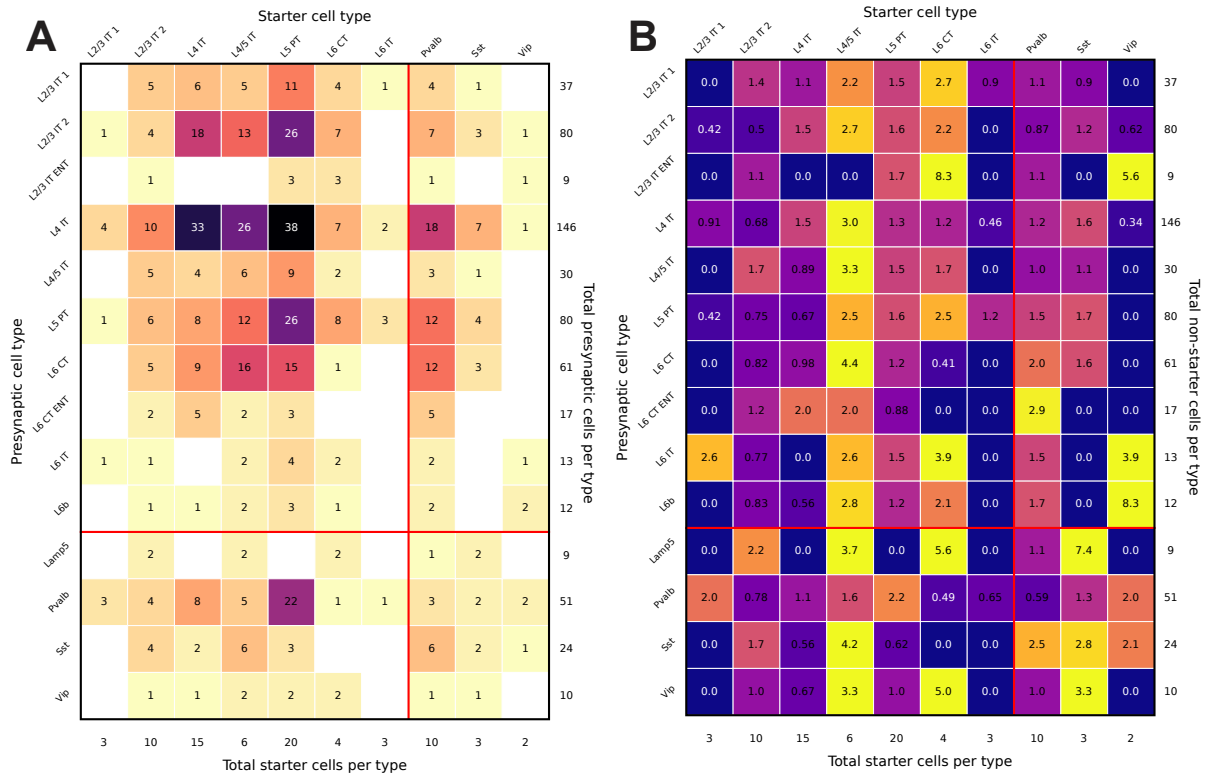 A
Starter cell type
L2/3 IT 1 L2/3 IT 2 L4 IT L4/5 IT L5 PT L6 CT L6 IT Pvalb Sst Vip
L2/3 IT 1 5 6 5 11 4 1 4 1 37
L2/3 IT 2 1 4 18 13 26 7 7 3 1 80
L2/3 IT ENT 1 3 3 1 1 9
L4 IT 4 10 33 26 38 7 2 18 7 1 146
L4/5 IT 5 4 6 9 2 3 1 30
L5 PT 1 6 8 12 26 8 3 12 4 80
L6 CT 5 9 16 15 1 12 3 61
L6 CT ENT 2 5 2 3 5 17
L6 IT 1 1 2 4 2 2 1 13
L6b 1 1 2 3 1 2 2 12
Lamp5 2 2 2 1 2 9
Pvalb 3 4 8 5 22 1 1 3 2 2 51
Sst 4 2 6 3 6 2 1 24
Vip 1 1 2 2 2 1 1 10
3 10 15 6 20 4 3 10 3 2
Total starter cells per type
Presynaptic cell type
Total presynaptic cells per type
B
Starter cell type
L2/3 IT 1 L2/3 IT 2 L4 IT L4/5 IT L5 PT L6 CT L6 IT Pvalb Sst Vip
L2/3 IT 1 0.0 1.4 1.1 2.2 1.5 2.7 0.9 1.1 0.9 0.0 37
L2/3 IT 2 0.42 0.5 1.5 2.7 1.6 2.2 0.0 0.87 1.2 0.62 80
L2/3 IT ENT 0.0 1.1 0.0 0.0 1.7 8.3 0.0 1.1 0.0 5.6 9
L4 IT 0.91 0.68 1.5 3.0 1.3 1.2 0.46 1.2 1.6 0.34 146
L4/5 IT 0.0 1.7 0.89 3.3 1.5 1.7 0.0 1.0 1.1 0.0 30
L5 PT 0.42 0.75 0.67 2.5 1.6 2.5 1.2 1.5 1.7 0.0 80
L6 CT 0.0 0.82 0.98 4.4 1.2 0.41 0.0 2.0 1.6 0.0 61
L6 CT ENT 0.0 1.2 2.0 2.0 0.88 0.0 0.0 2.9 0.0 0.0 17
L6 IT 2.6 0.77 0.0 2.6 1.5 3.9 0.0 1.5 0.0 3.9 13
L6b 0.0 0.83 0.56 2.8 1.2 2.1 0.0 1.7 0.0 8.3 12
Lamp5 0.0 2.2 0.0 3.7 0.0 5.6 0.0 1.1 7.4 0.0 9
Pvalb 2.0 0.78 1.1 1.6 2.2 0.49 0.65 0.59 1.3 2.0 51
Sst 0.0 1.7 0.56 4.2 0.62 0.0 0.0 2.5 2.8 2.1 24
Vip 0.0 1.0 0.67 3.3 1.0 5.0 0.0 1.0 3.3 0.0 10
3 10 15 6 20 4 3 10 3 2
Total starter cells per type
Presynaptic cell type
Total non-starter cells per type